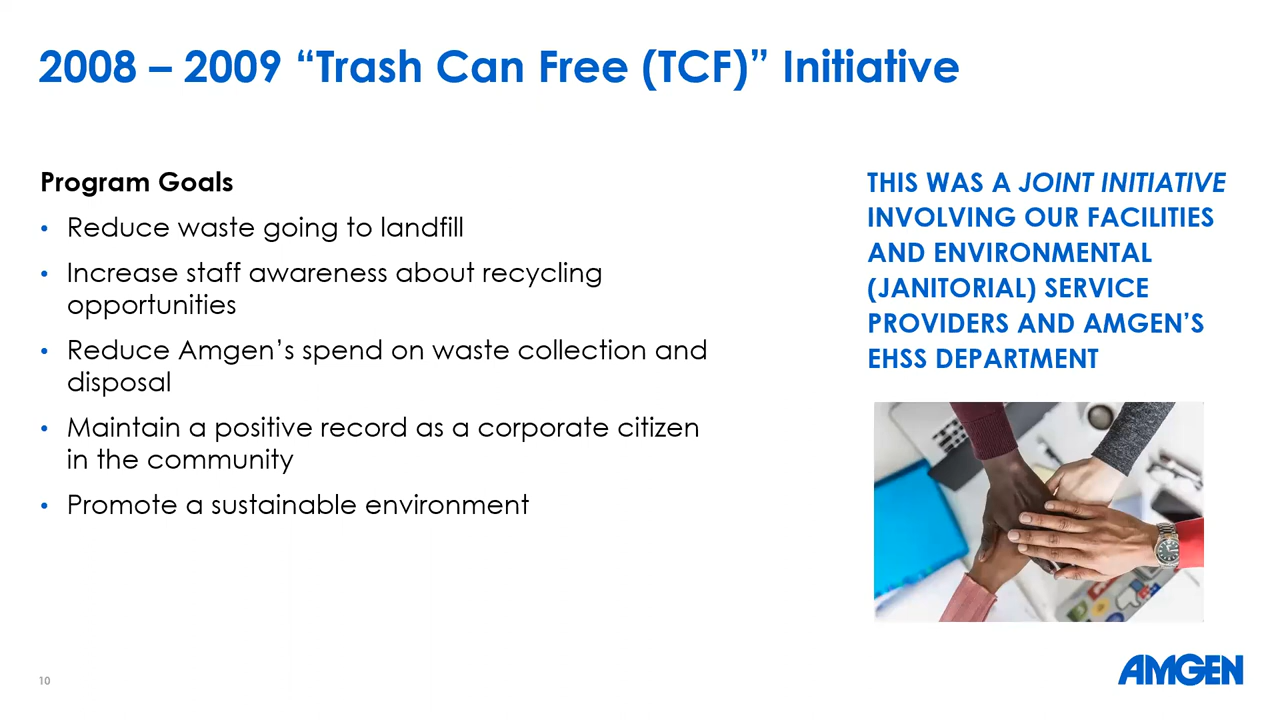 2008 – 2009 “Trash Can Free (TCF)” Initiative
Program Goals
• Reduce waste going to landfill
• Increase staff awareness about recycling
opportunities
• Reduce Amgen’s spend on waste collection and
disposal
• Maintain a positive record as a corporate citizen
in the community
• Promote a sustainable environment
THIS WAS A JOINT INITIATIVE
INVOLVING OUR FACILITIES
AND ENVIRONMENTAL
(JANITORIAL) SERVICE
PROVIDERS AND AMGEN’S
EHSS DEPARTMENT
10
AMGEN